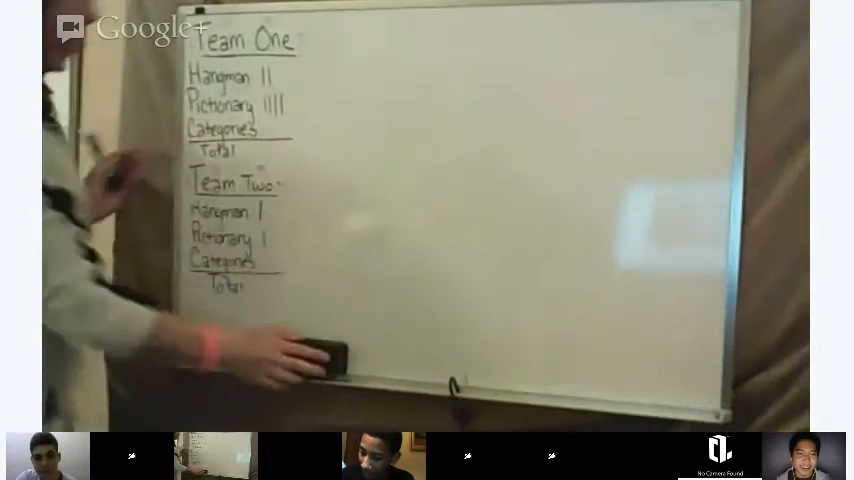 Google+
Team One:
Hangman ||
Pictionary ||||
Categories
Total
Team Two:
Hangman |
Pictionary |
Categories
Total
No Camera Found